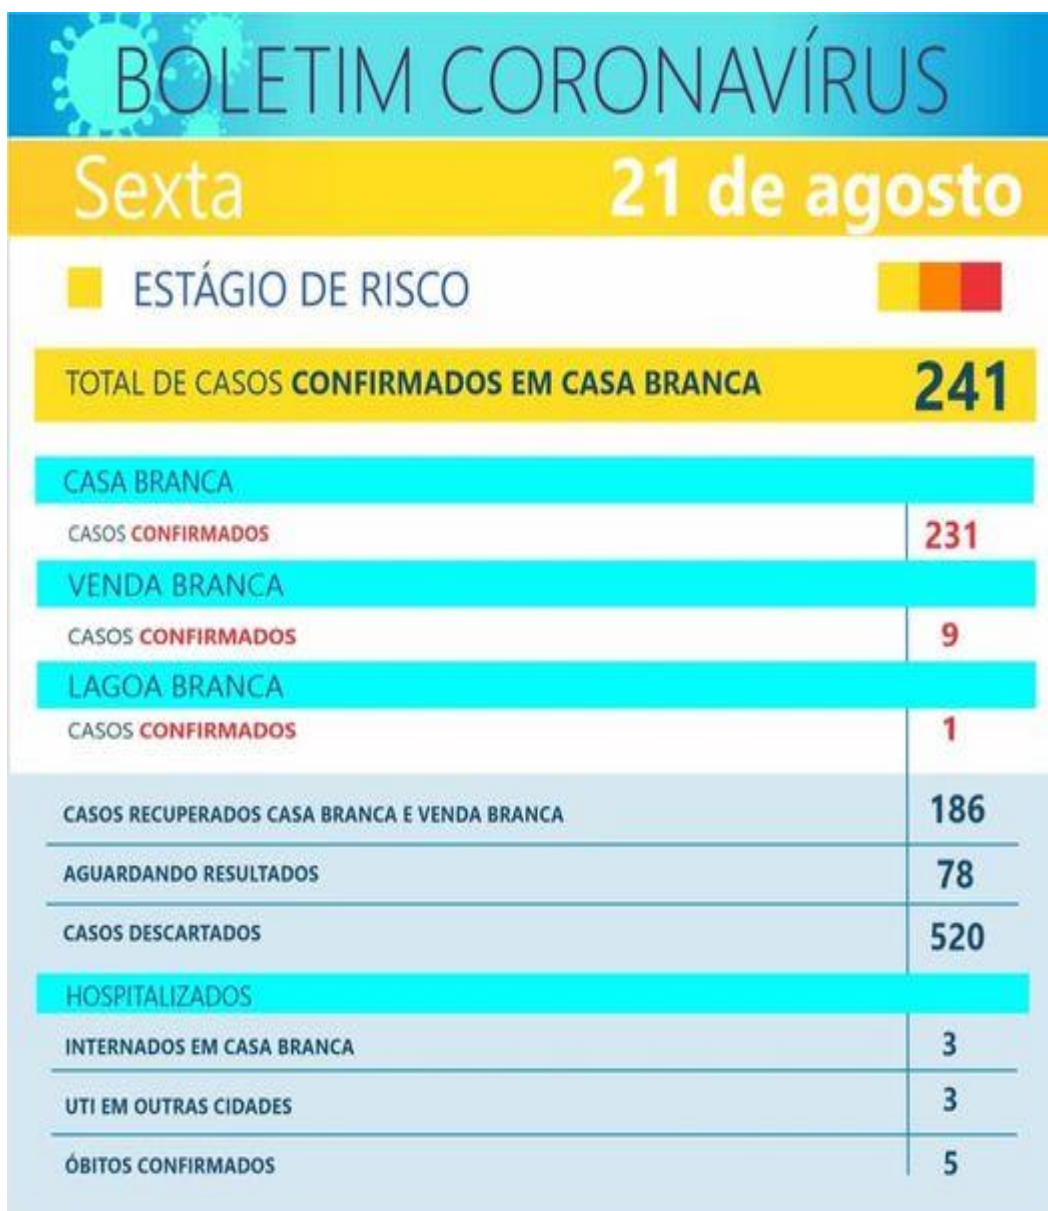 BOLETIM CORONAVÍRUS
Sexta 21 de agosto
ESTÁGIO DE RISCO
TOTAL DE CASOS CONFIRMADOS EM CASA BRANCA 241
CASA BRANCA
CASOS CONFIRMADOS 231
VENDA BRANCA
CASOS CONFIRMADOS 9
LAGOA BRANCA
CASOS CONFIRMADOS 1
CASOS RECUPERADOS CASA BRANCA E VENDA BRANCA 186
AGUARDANDO RESULTADOS 78
CASOS DESCARTADOS 520
HOSPITALIZADOS
INTERNADOS EM CASA BRANCA 3
UTI EM OUTRAS CIDADES 3
ÓBITOS CONFIRMADOS 5